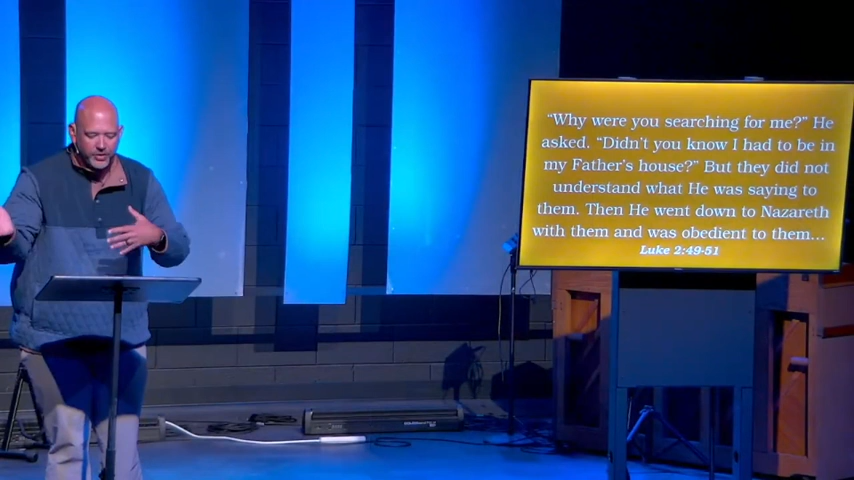 “Why were you searching for me?” He
asked. “Didn’t you know I had to be in
my Father’s house?” But they did not
understand what He was saying to
them. Then He went down to Nazareth
with them and was obedient to them...
Luke 2:49-51